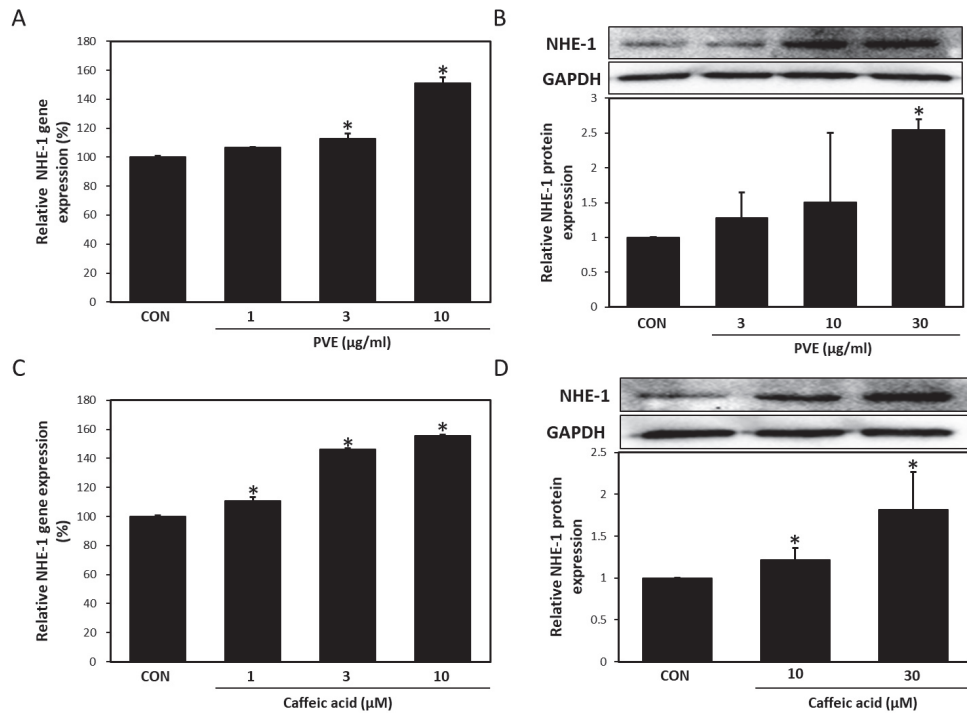 A
Relative NHE-1 gene
expression (%)
180
160
140
120
100
80
60
40
20
0
*
*
CON
1
3
10
PVE (µg/ml)
B
NHE-1
GAPDH
Relative NHE-1 protein
expression
3
2.5
2
1.5
1
0.5
0
*
CON
3
10
30
PVE (µg/ml)
C
Relative NHE-1 gene expression
(%)
180
160
140
120
100
80
60
40
20
0
*
*
*
CON
1
3
10
Caffeic acid (µM)
D
NHE-1
GAPDH
Relative NHE-1 protein
expression
2.5
2
1.5
1
0.5
0
*
*
CON
10
30
Caffeic acid (µM)